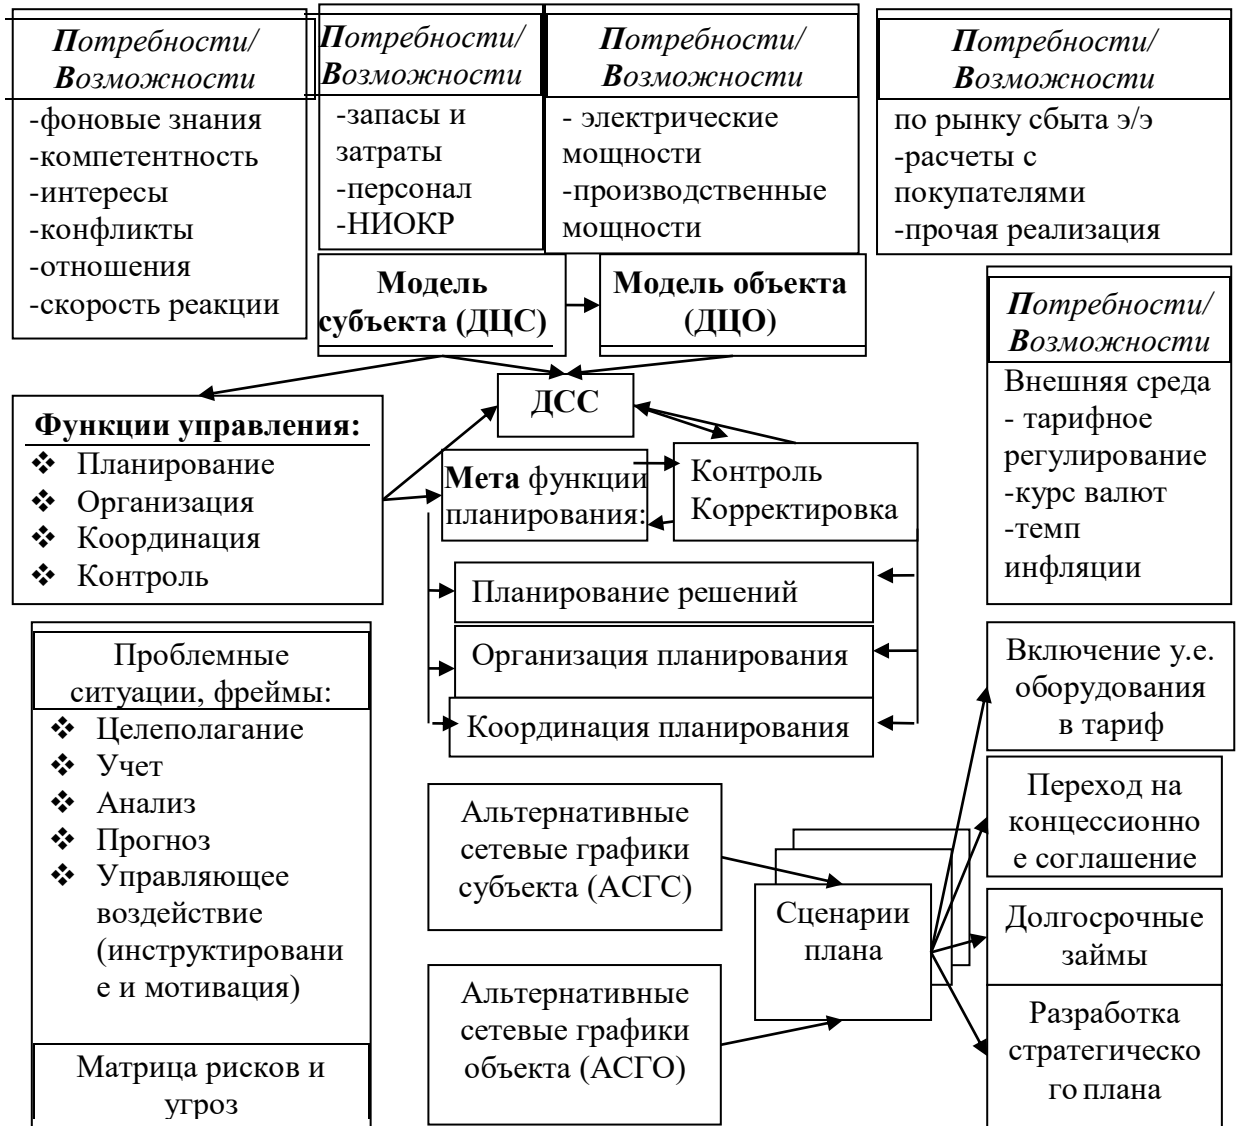 Потребности/
Возможности
-фоновые знания
-компетентность
-интересы
-конфликты
-отношения
-скорость реакции
Потребности/
Возможности
-запасы и
затраты
-персонал
-НИОКР
Потребности/
Возможности
- электрические
мощности
-производственные
мощности
Потребности/
Возможности
по рынку сбыта э/э
-расчеты с
покупателями
-прочая реализация
Модель
субъекта (ДЦС)
Модель объекта
(ДЦО)
Потребности/
Возможности
Внешняя среда
- тарифное
регулирование
-курс валют
-темп
инфляции
ДСС
Функции управления:
❖ Планирование
❖ Организация
❖ Координация
❖ Контроль
Мета функции
планирования:
Контроль
Корректировка
Планирование решений
Организация планирования
Координация планирования
Проблемные
ситуации, фреймы:
❖ Целеполагание
❖ Учет
❖ Анализ
❖ Прогноз
❖ Управляющее
воздействие
(инструктировани
е и мотивация)
Матрица рисков и
угроз
Альтернативные
сетевые графики
субъекта (АСГС)
Альтернативные
сетевые графики
объекта (АСГО)
Сценарии
плана
Включение у.е.
оборудования
в тариф
Переход на
концессионно
е соглашение
Долгосрочные
займы
Разработка
стратегическо
го плана